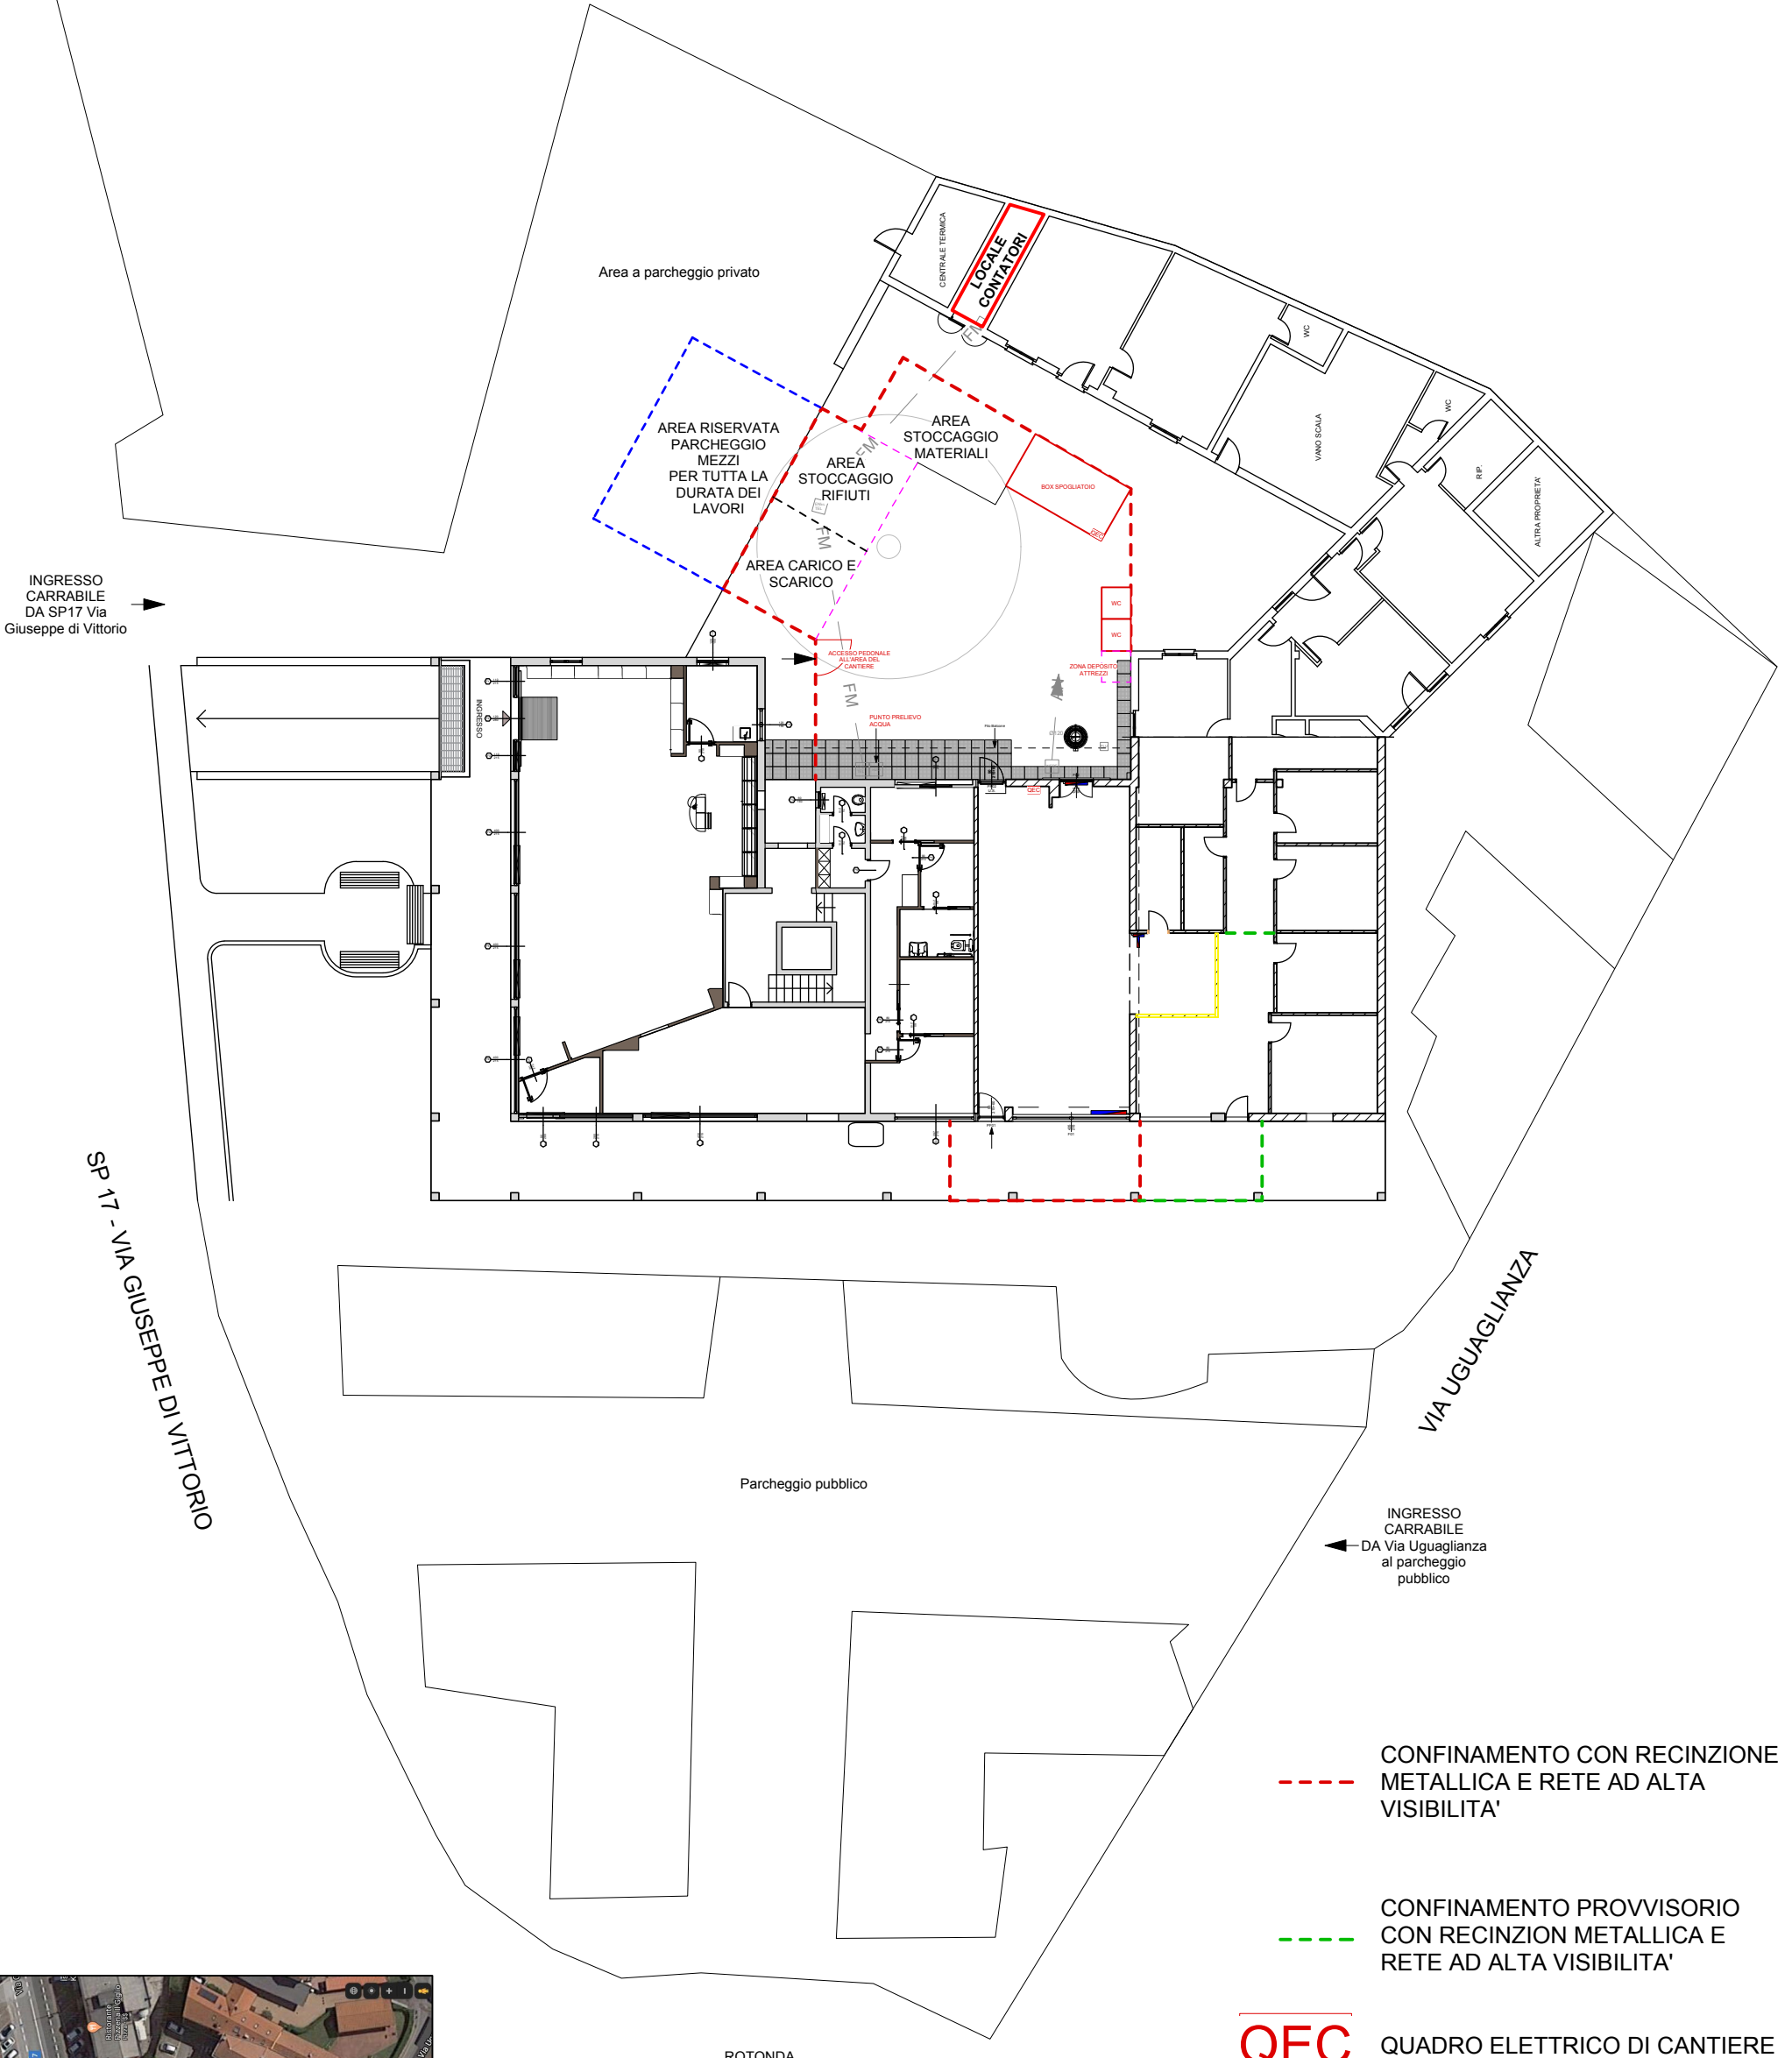 Area a parcheggio privato
CENTRALE TERMICA
LOCALE
CONTATORI
FM
WC
VANO SCALA
WC
RIP.
ALTRA PROPRIETA'
AREA RISERVATA
PARCHEGGIO
MEZZI
PER TUTTA LA
DURATA DEI
LAVORI
AREA
STOCCAGGIO
MATERIALI
FM
AREA
STOCCAGGIO
RIFIUTI
BOX SPOGLIATOIO
QEC
FM
AREA CARICO E
SCARICO
INGRESSO
CARRABILE
DA SP17 Via
Giuseppe di Vittorio
WC
WC
ACCESSO PEDONALE
ALL'AREA DEL
CANTIERE
ZONA DEPOSITO
ATTREZZI
FM
INGRESSO
PUNTO PRELIEVO
ACQUA
QEC
SP 17 - VIA GIUSEPPE DI VITTORIO
VIA UGUAGLIANZA
Parcheggio pubblico
INGRESSO
CARRABILE
DA Via Uguaglianza
al parcheggio
pubblico
CONFINAMENTO CON RECINZIONE
METALLICA E RETE AD ALTA
VISIBILITA'
CONFINAMENTO PROVVISORIO
CON RECINZION METALLICA E
RETE AD ALTA VISIBILITA'
QEC QUADRO ELETTRICO DI CANTIERE
ROTONDA